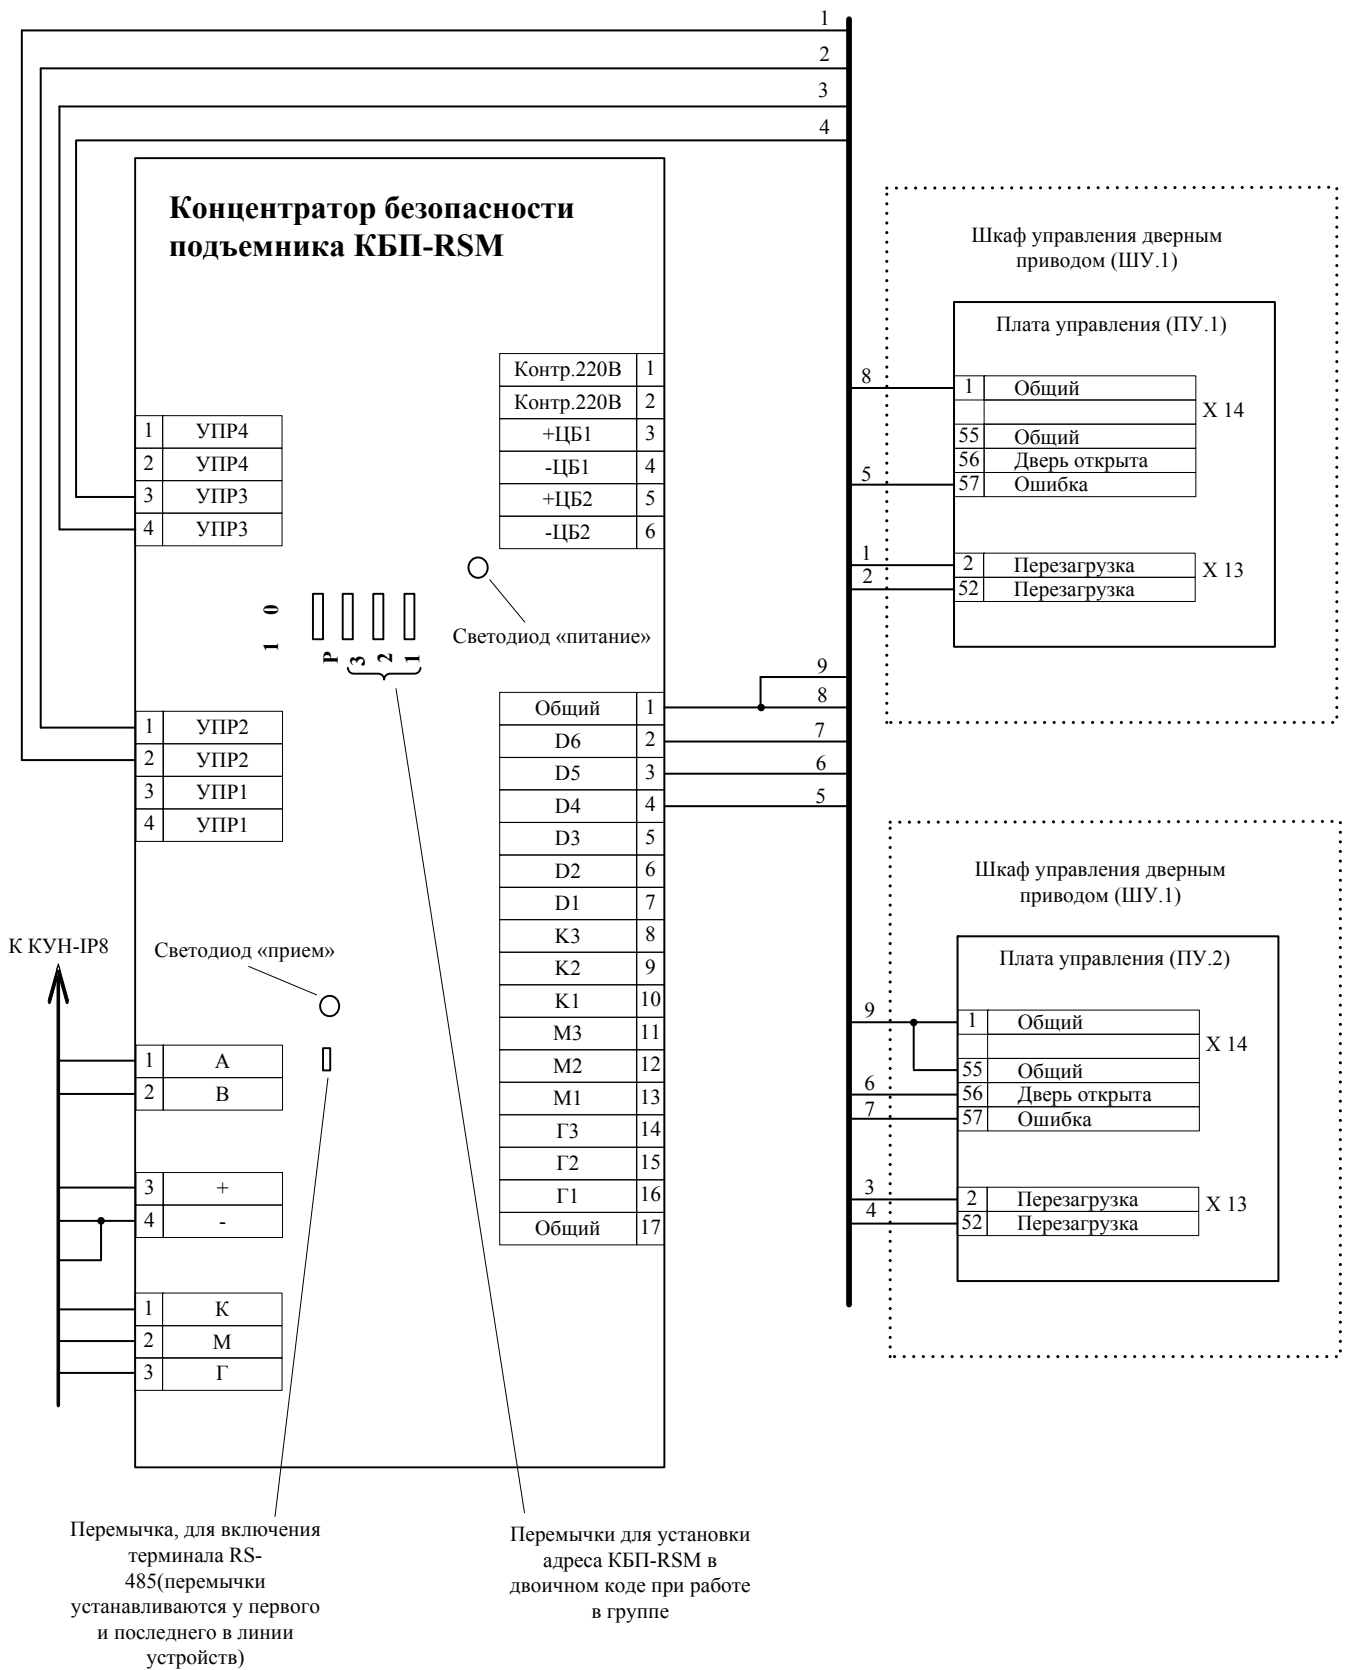 1
2
3
4
Концентратор безопасности
подъемника КБП-RSM
Контр.220В 1
Контр.220В 2
+ЦБ1 3
-ЦБ1 4
+ЦБ2 5
-ЦБ2 6
1 УПР4
2 УПР4
3 УПР3
4 УПР3
Светодиод «питание»
1 0
P 3 2 1
1 УПР2
2 УПР2
3 УПР1
4 УПР1
Общий 1
D6 2
D5 3
D4 4
D3 5
D2 6
D1 7
К3 8
К2 9
К1 10
М3 11
М2 12
М1 13
Г3 14
Г2 15
Г1 16
Общий 17
9
8
7
6
5
К КУН-IP8
Светодиод «прием»
1 А
2 В
3 +
4 -
1 К
2 М
3 Г
Перемычка, для включения
терминала RS-
485(перемычки
устанавливаются у первого
и последнего в линии
устройств)
Перемычки для установки
адреса КБП-RSM в
двоичном коде при работе
в группе
Шкаф управления дверным
приводом (ШУ.1)
Плата управления (ПУ.1)
8
1 Общий
X 14
55 Общий
56 Дверь открыта
5
57 Ошибка
1
2 Перезагрузка
X 13
2
52 Перезагрузка
Шкаф управления дверным
приводом (ШУ.1)
Плата управления (ПУ.2)
9
1 Общий
X 14
55 Общий
6
56 Дверь открыта
7
57 Ошибка
3
2 Перезагрузка
X 13
4
52 Перезагрузка